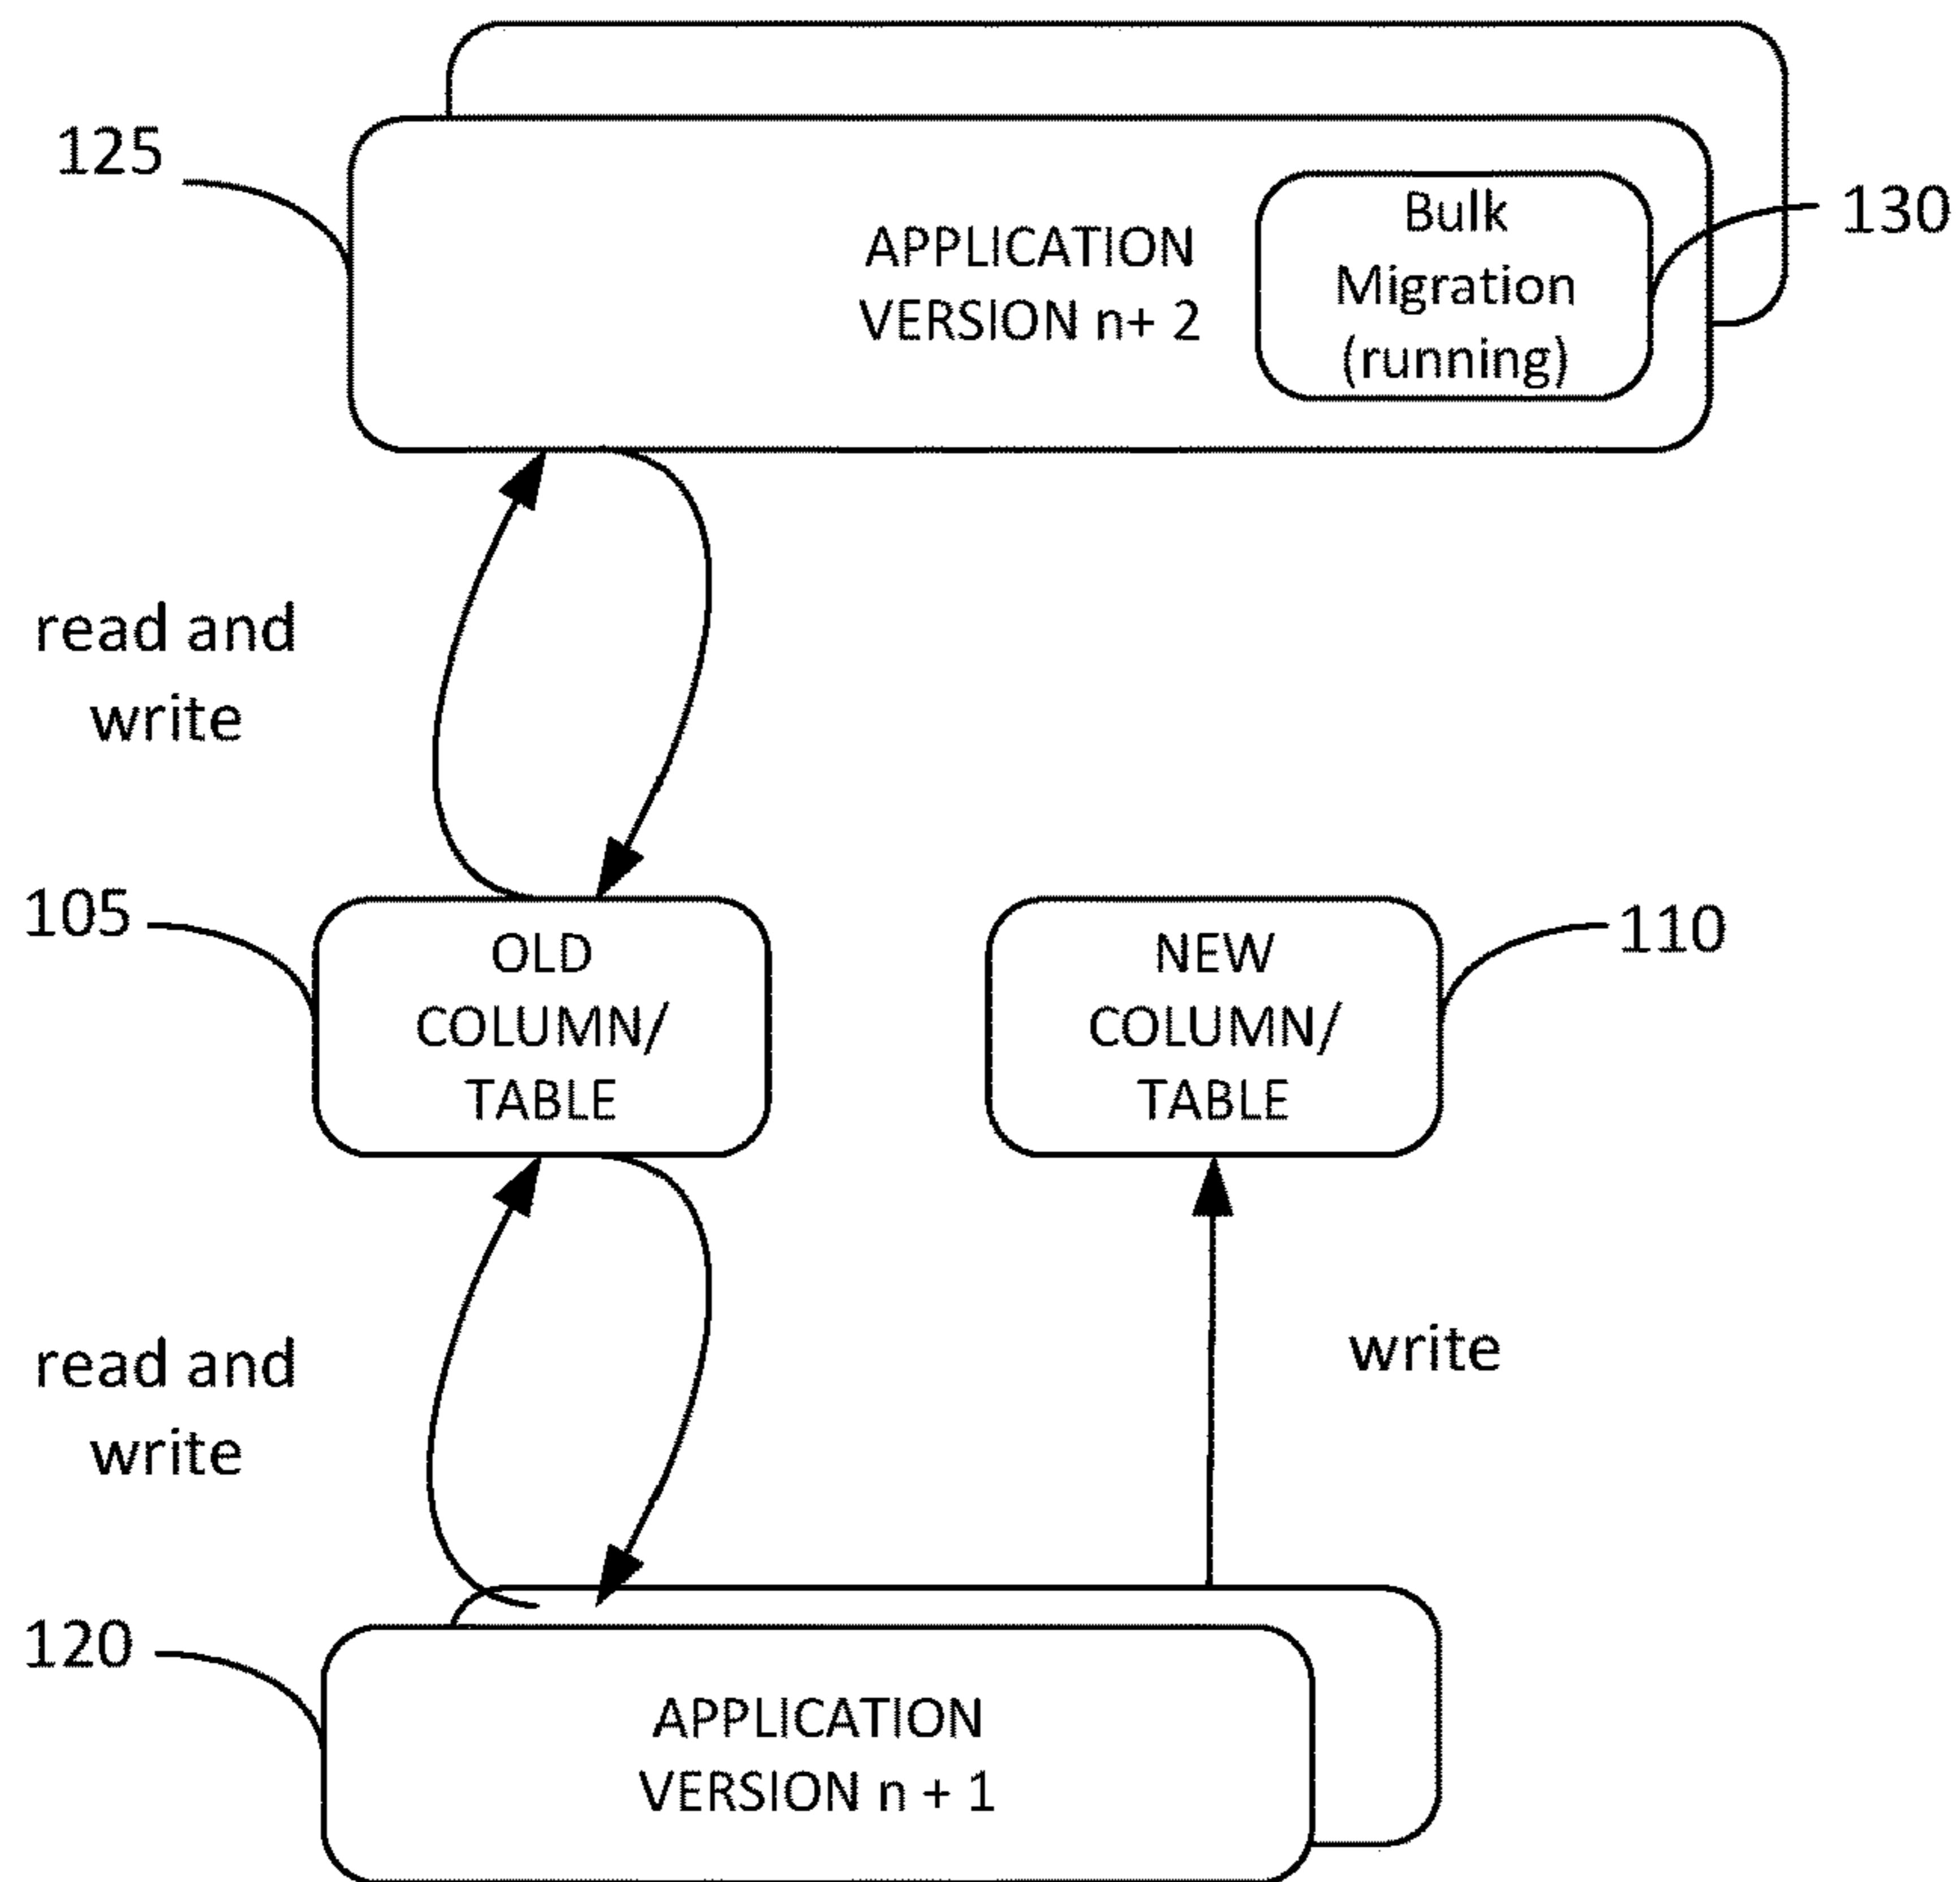 125
APPLICATION
VERSION n+ 2
Bulk
Migration
(running)
130
read and
write
105
OLD
COLUMN/
TABLE
NEW
COLUMN/
TABLE
110
read and
write
write
120
APPLICATION
VERSION n + 1